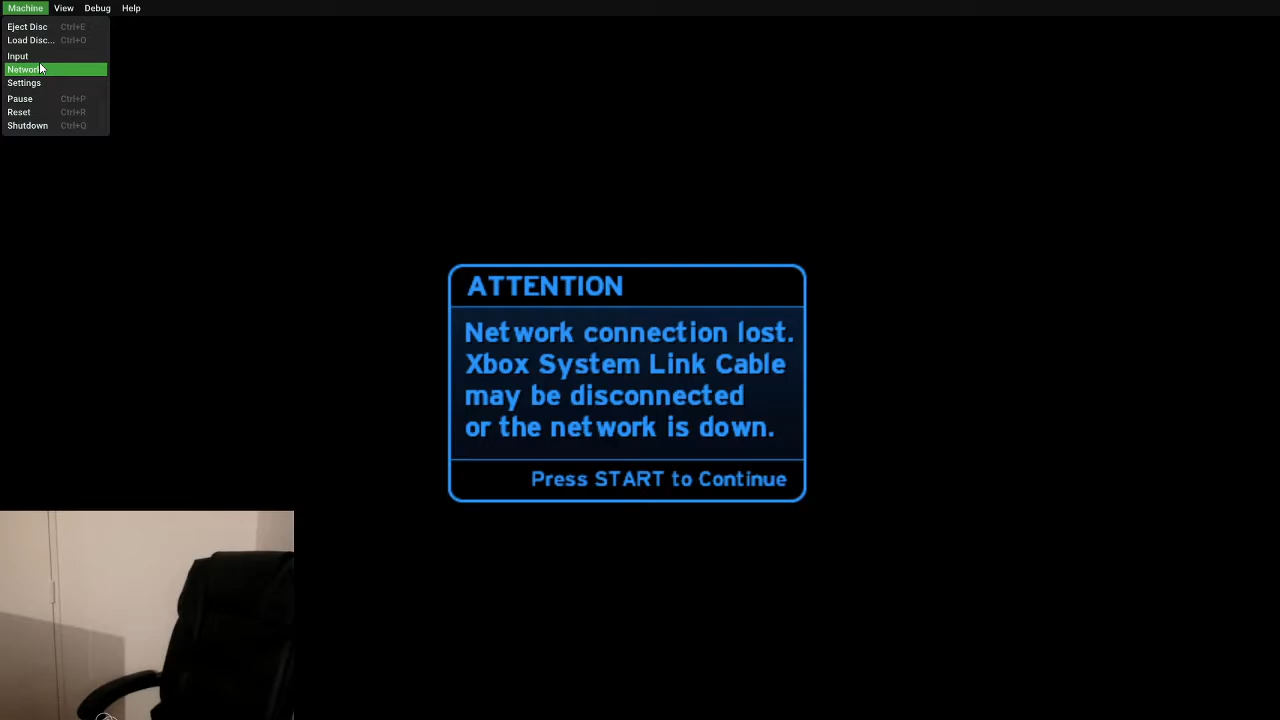 Machine View Debug Help
Eject Disc Ctrl+E
Load Disc... Ctrl+O
Input
Network
Settings
Pause Ctrl+P
Reset Ctrl+R
Shutdown Ctrl+Q
ATTENTION
Network connection lost.
Xbox System Link Cable
may be disconnected
or the network is down.
Press START to Continue